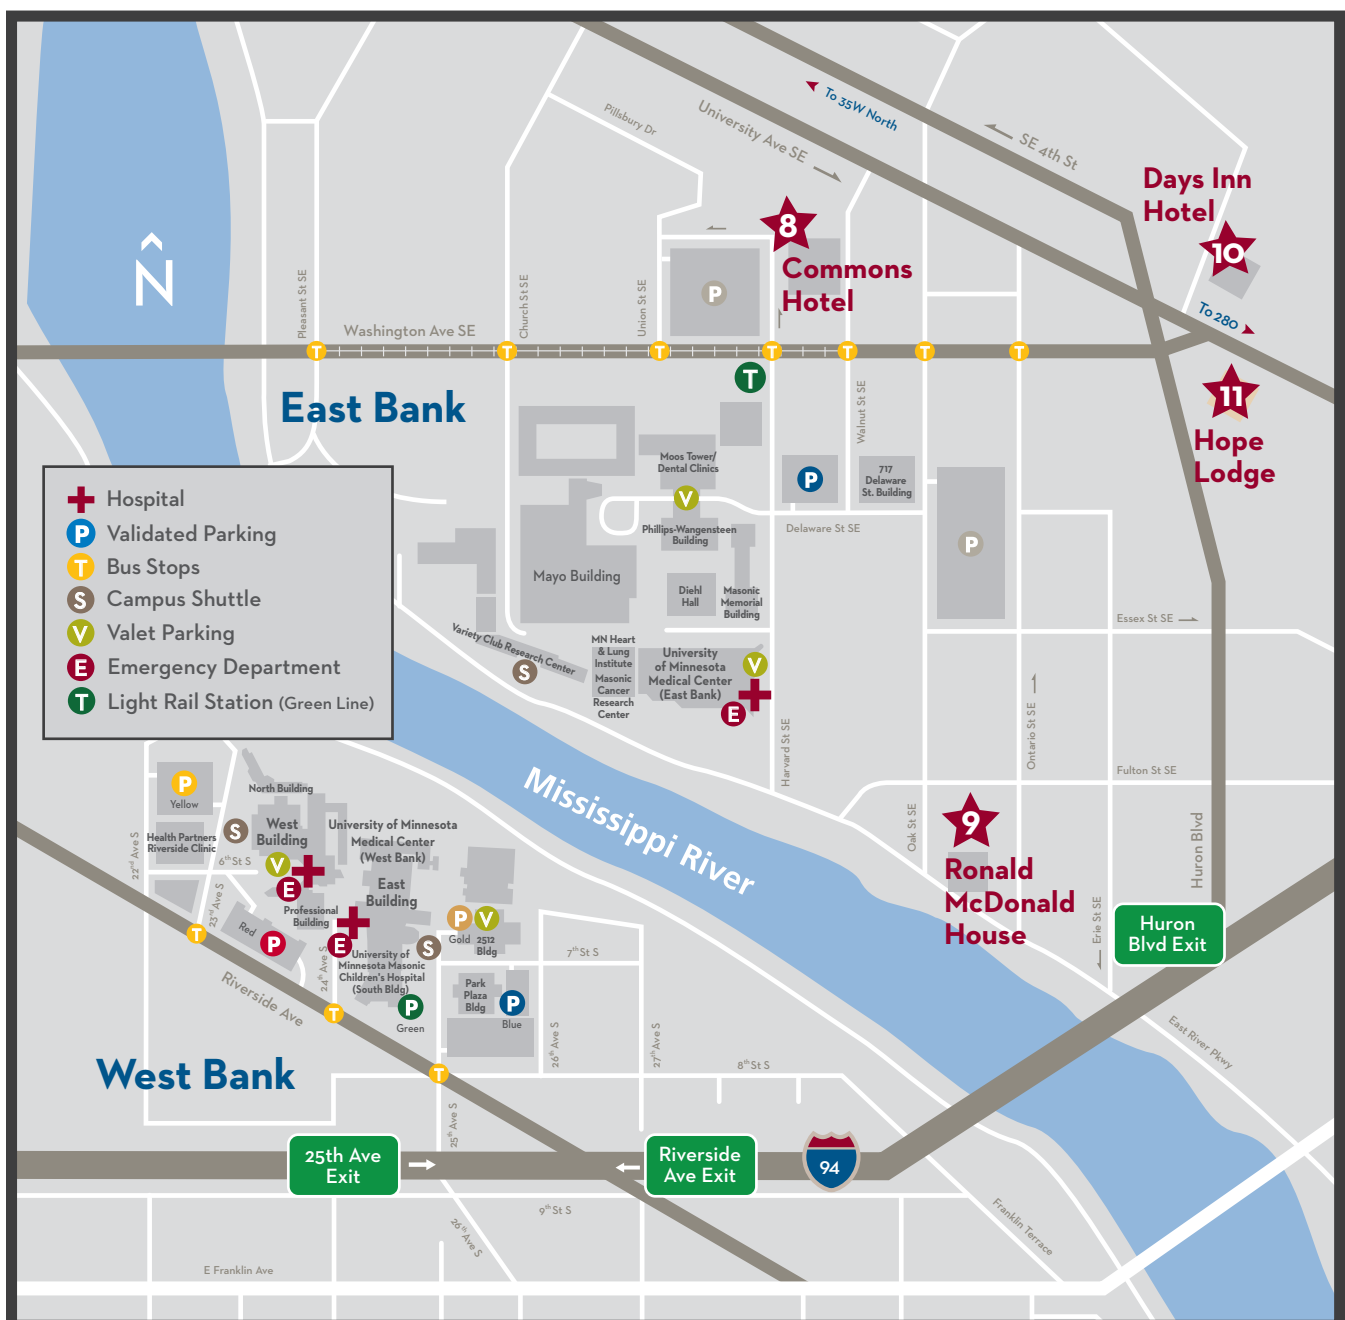 To 35W North
University Ave SE
SE 4th St
Pillsbury Dr
Days Inn
Hotel
10
8
Commons
Hotel
N
P
To 280
Pleasant St SE
Church St SE
Union St SE
Washington Ave SE
T
T
T
T
T
T
T
T
11
Hope
Lodge
East Bank
Walnut St SE
Moos Tower/
Dental Clinics
P
717
Delaware
St. Building
V
Delaware St SE
Phillips-Wangensteen
Building
P
Hospital
P Validated Parking
T Bus Stops
S Campus Shuttle
V Valet Parking
E Emergency Department
T Light Rail Station (Green Line)
Mayo Building
Diehl
Hall
Masonic
Memorial
Building
Essex St SE
Variety Club Research Center
S
MN Heart
& Lung
Institute
Masonic
Cancer
Research
Center
University
of Minnesota
Medical Center
(East Bank)
V
E
Harvard St SE
Ontario St SE
Fulton St SE
Mississippi River
Oak St SE
9
Ronald
McDonald
House
Huron Blvd
Erie St SE
Huron
Blvd Exit
East River Pkwy
P
Yellow
North Building
Health Partners
Riverside Clinic
S
West
Building
University of Minnesota
Medical Center
(West Bank)
22nd Ave S
6th St S
V
E
23rd Ave S
East
Building
Professional
Building
Red
P
T
E
24th Ave S
University of
Minnesota Masonic
Children's Hospital
(South Bldg)
S
P
Gold
V
2512
Bldg
7th St S
Park
Plaza
Bldg
P
Blue
P
Green
Riverside Ave
T
26th Ave S
27th Ave S
West Bank
T
8th St S
25th Ave S
25th Ave
Exit
Riverside
Ave Exit
94
9th St S
26th Ave S
Franklin Terrace
E Franklin Ave